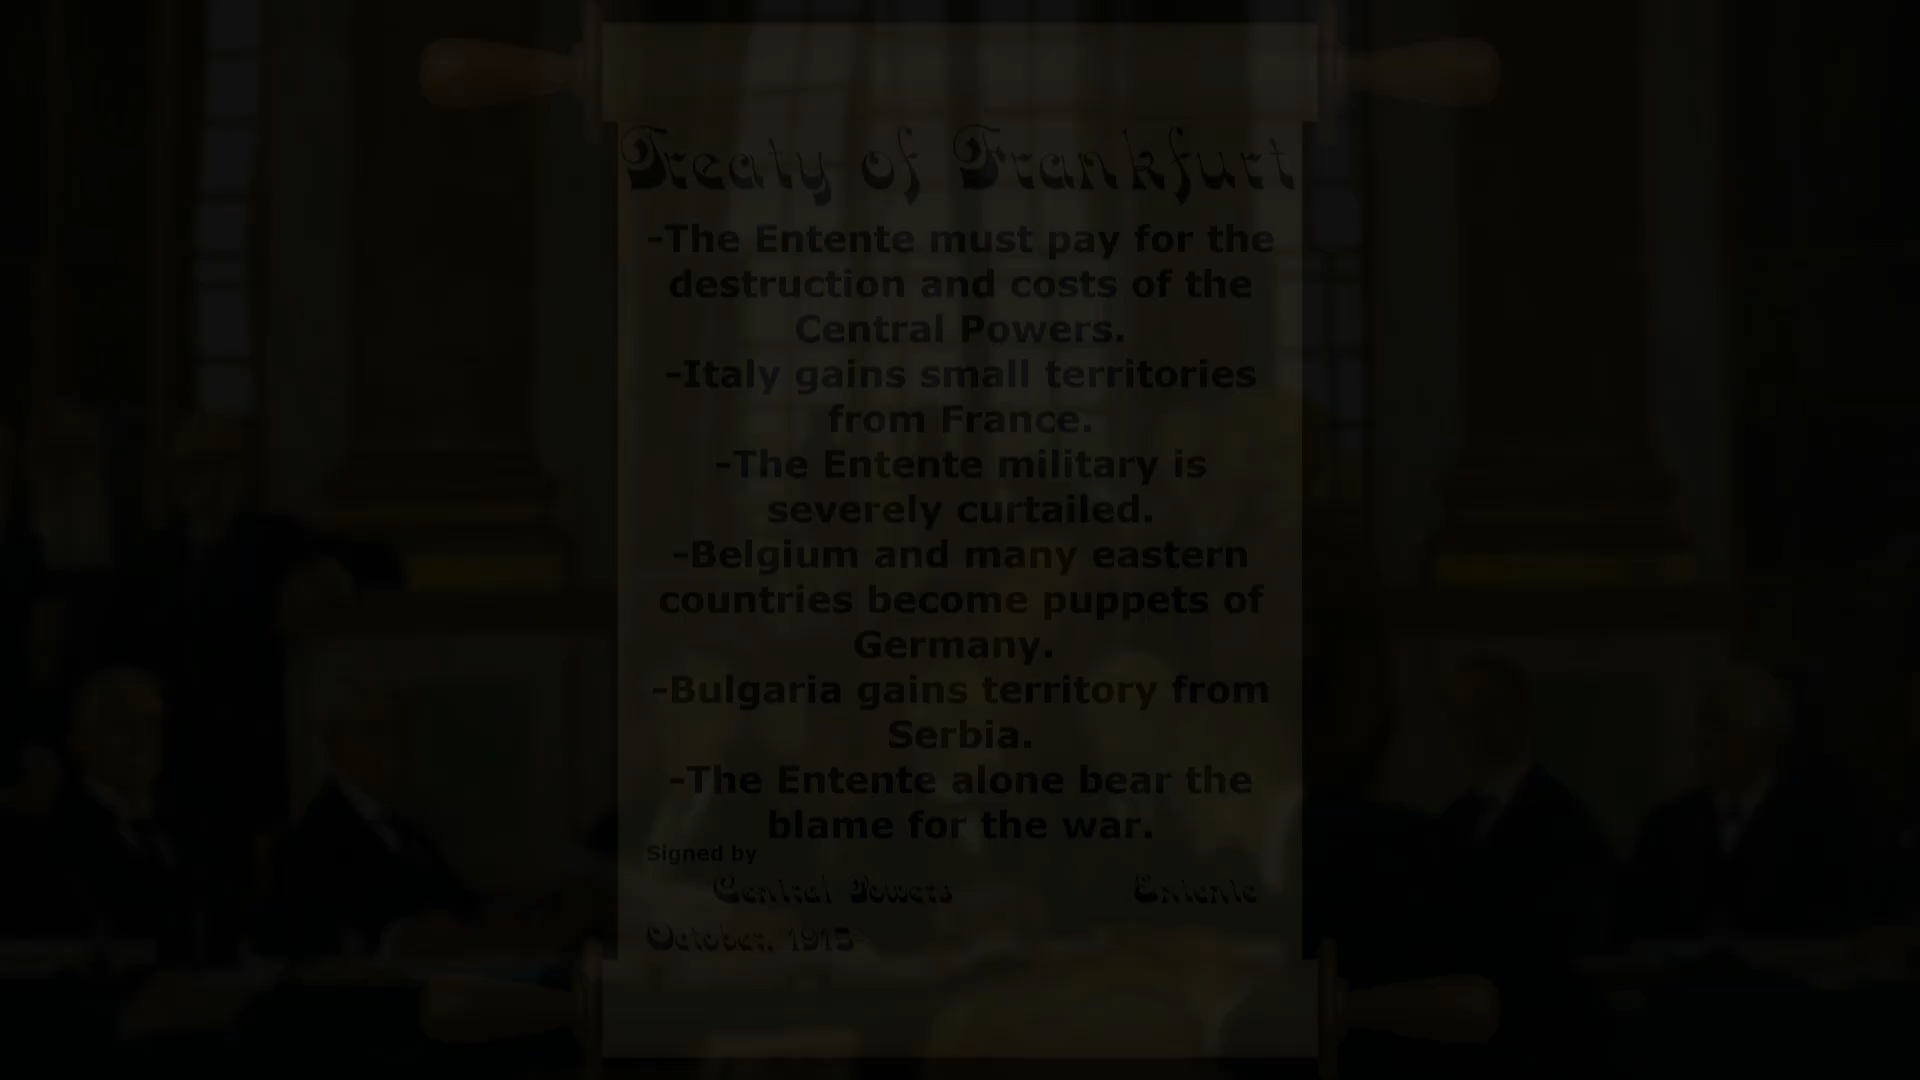 Treaty of Frankfurt
-The Entente must pay for the
destruction and costs of the
Central Powers.
-Italy gains small territories
from France.
-The Entente military is
severely curtailed.
-Belgium and many eastern
countries become puppets of
Germany.
-Bulgaria gains territory from
Serbia.
-The Entente alone bear the
blame for the war.
Signed by
Central Powers Entente
October, 1915